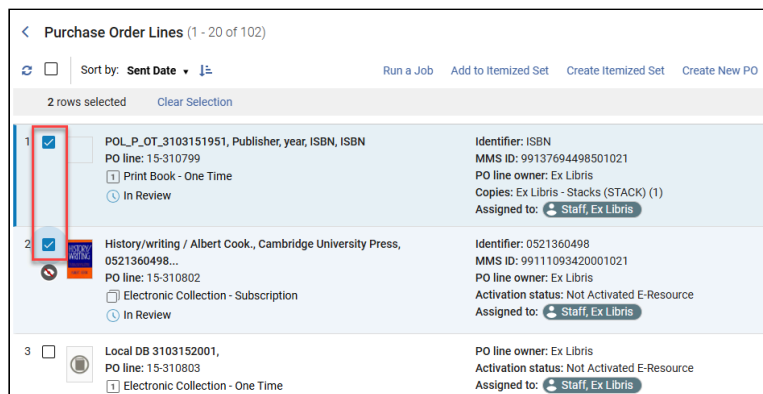 Purchase Order Lines (1 - 20 of 102)
Sort by: Sent Date Run a Job Add to Itemized Set Create Itemized Set Create New PO
2 rows selected Clear Selection
1 POL_P_OT_3103151951, Publisher, year, ISBN, ISBN
PO line: 15-310799
1 Print Book - One Time
In Review
Identifier: ISBN
MMS ID: 99137694498501021
PO line owner: Ex Libris
Copies: Ex Libris - Stacks (STACK) (1)
Assigned to: Staff, Ex Libris
2 HISTORY/
WRITING
History/writing / Albert Cook., Cambridge University Press,
0521360498...
PO line: 15-310802
Electronic Collection - Subscription
In Review
Identifier: 0521360498
MMS ID: 99111093420001021
PO line owner: Ex Libris
Activation status: Not Activated E-Resource
Assigned to: Staff, Ex Libris
3 Local DB 3103152001,
PO line: 15-310803
1 Electronic Collection - One Time
PO line owner: Ex Libris
Activation status: Not Activated E-Resource
Assigned to: Staff, Ex Libris